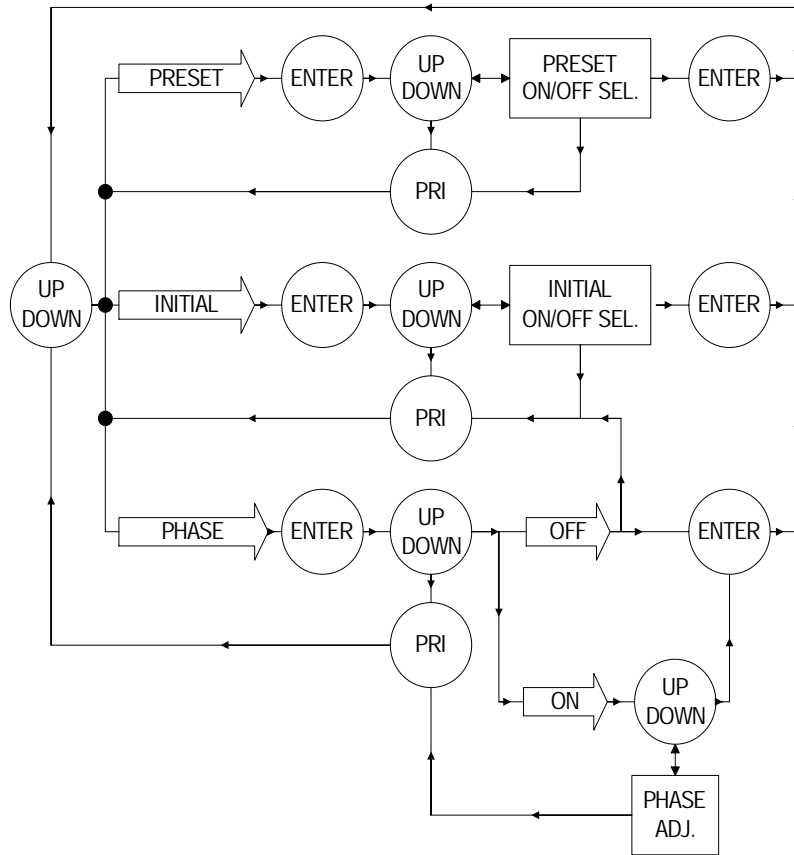 PRESET
ENTER
UP
DOWN
PRESET
ON/OFF SEL.
ENTER
PRI
UP
DOWN
INITIAL
ENTER
UP
DOWN
INITIAL
ON/OFF SEL.
ENTER
PRI
PHASE
ENTER
UP
DOWN
OFF
ENTER
PRI
ON
UP
DOWN
PHASE
ADJ.